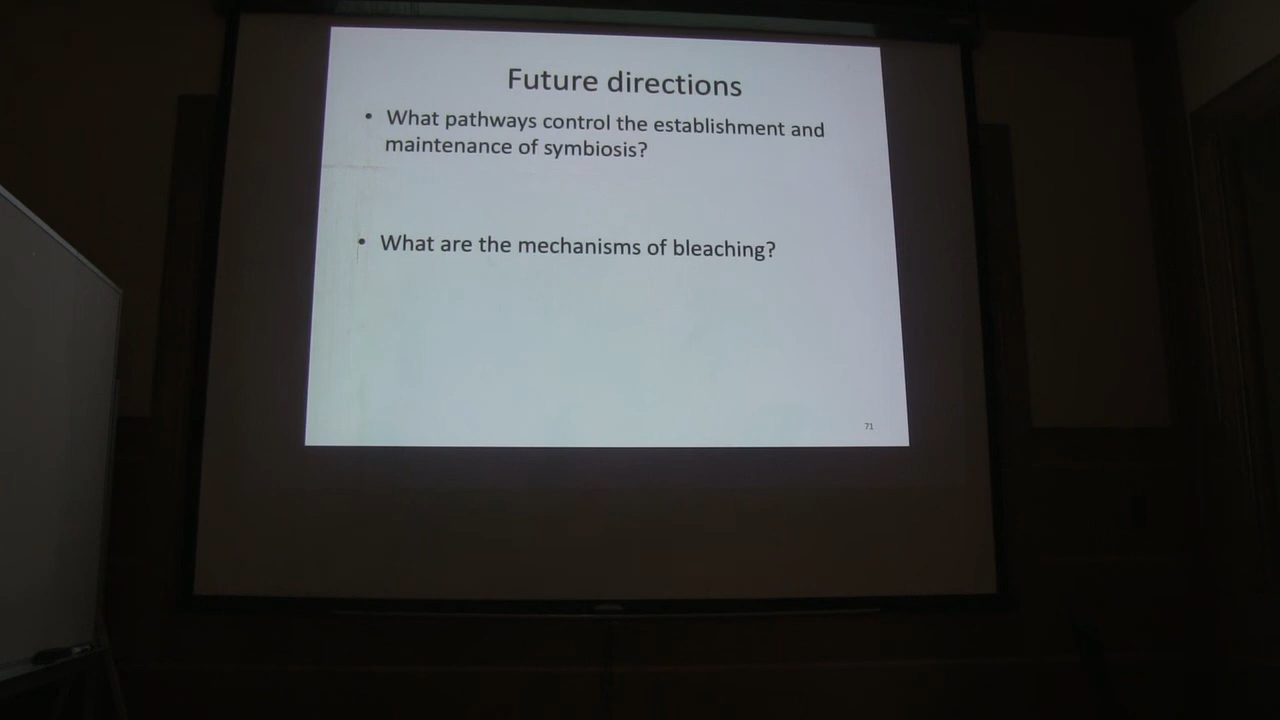 Future directions
• What pathways control the establishment and
maintenance of symbiosis?
• What are the mechanisms of bleaching?
71